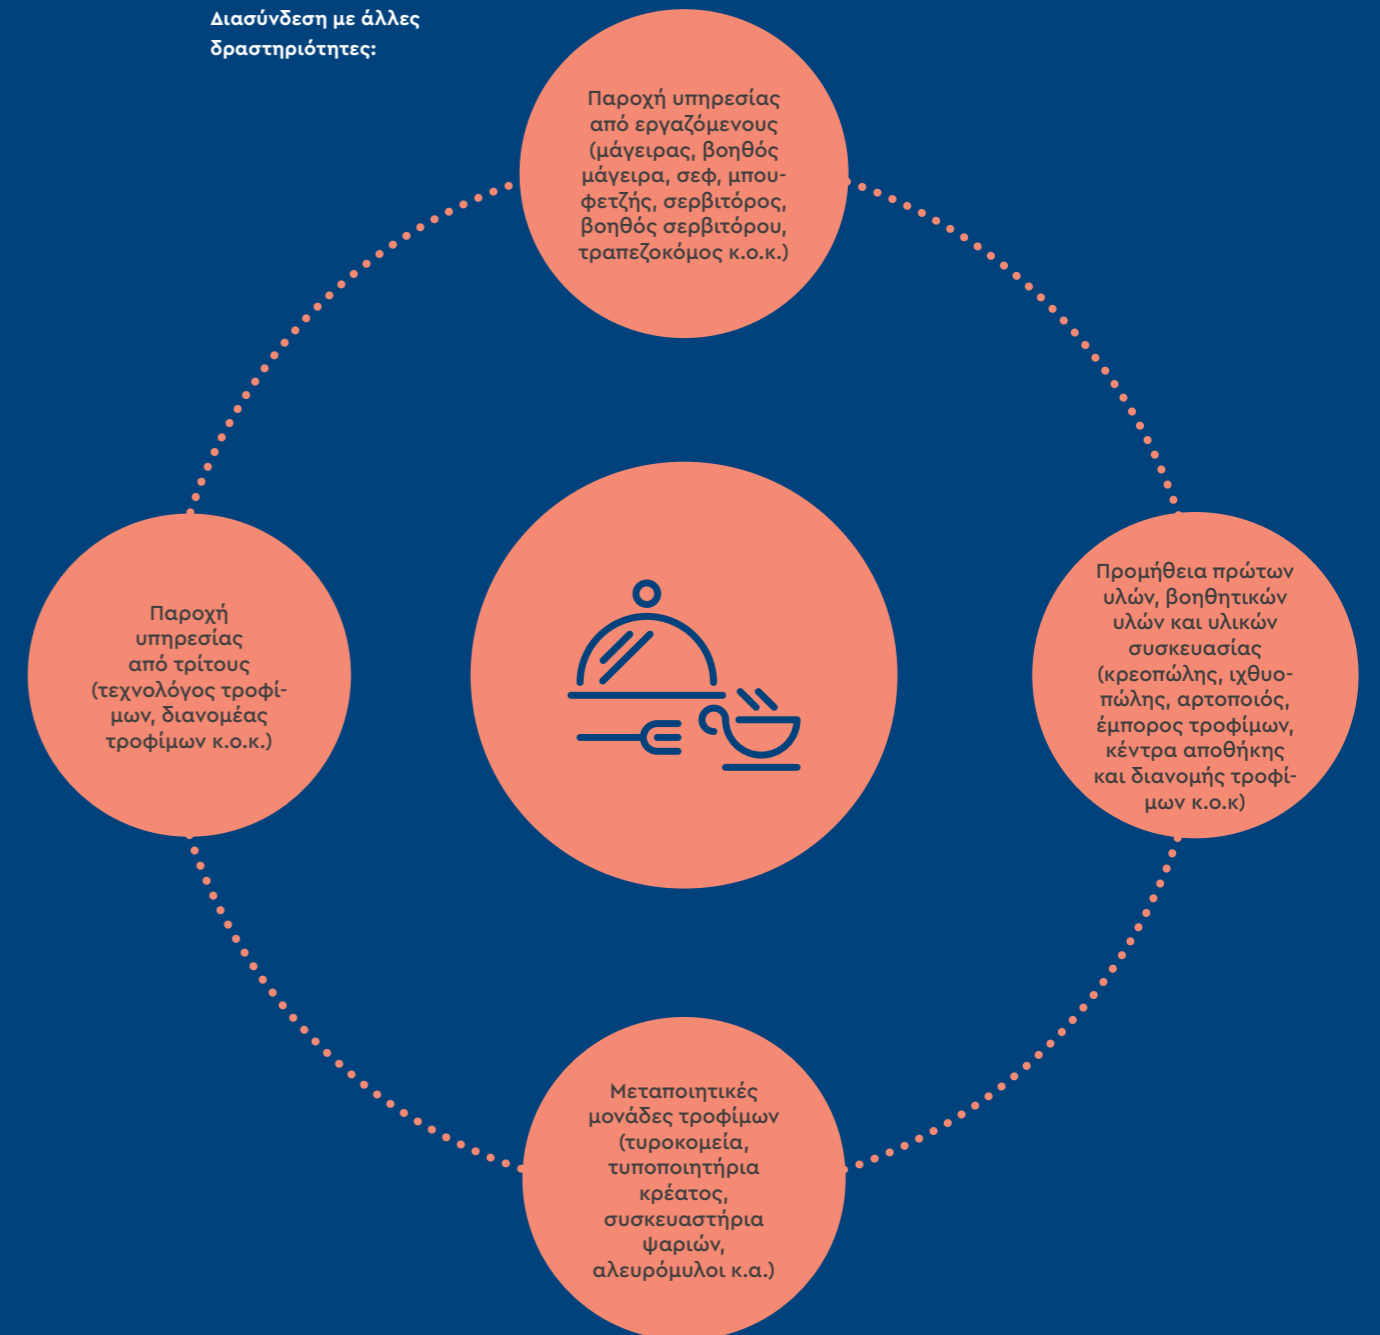 Διασύνδεση με άλλες
δραστηριότητες:
Παροχή υπηρεσίας
από εργαζόμενους
(μάγειρας, βοηθός
μάγειρα, σεφ, μπου-
φετζής, σερβιτόρος,
βοηθός σερβιτόρου,
τραπεζοκόμος κ.ο.κ.)
Παροχή
υπηρεσίας
από τρίτους
(τεχνολόγος τροφί-
μων, διανομέας
τροφίμων κ.ο.κ.)
Προμήθεια πρώτων
υλών, βοηθητικών
υλών και υλικών
συσκευασίας
(κρεοπώλης, ιχθυο-
πώλης, αρτοποιός,
έμπορος τροφίμων,
κέντρα αποθήκης
και διανομής τροφί-
μων κ.ο.κ)
Μεταποιητικές
μονάδες τροφίμων
(τυροκομεία,
τυποποιητήρια
κρέατος,
συσκευαστήρια
ψαριών,
αλευρόμυλοι κ.α.)